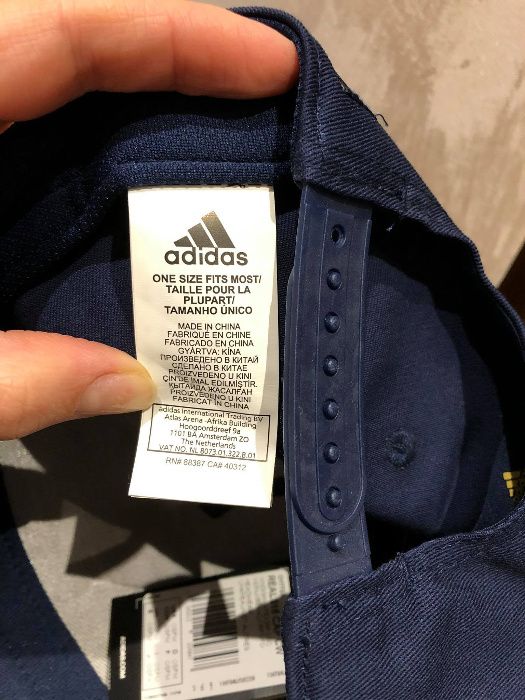 adidas
ONE SIZE FITS MOST/
TAILLE POUR LA
PLUPART/
TAMANHO ÚNICO
MADE IN CHINA
FABRIQUÉ EN CHINE
FABRICADO EN CHINA
GYÁRTVA: KÍNA
ПРОИЗВЕДЕНО В КИТАЙ
СДЕЛАНО В КИТАЕ
PROIZVEDENO U KINI
ÇİN'DE İMAL EDİLMİŞTİR.
ҚЫТАЙДА ЖАСАЛҒАН
PROIZVEDENO U KINI
FABRICAT ÎN CHINA
adidas International Trading BV
Atlas Arena -Afrika Building
Hoogoorddreef 9a
1101 BA Amsterdam ZO
The Netherlands
VAT NO. NL 8073.01.322.B.01
RN# 88387 CA# 40312
ADIDAS.COM